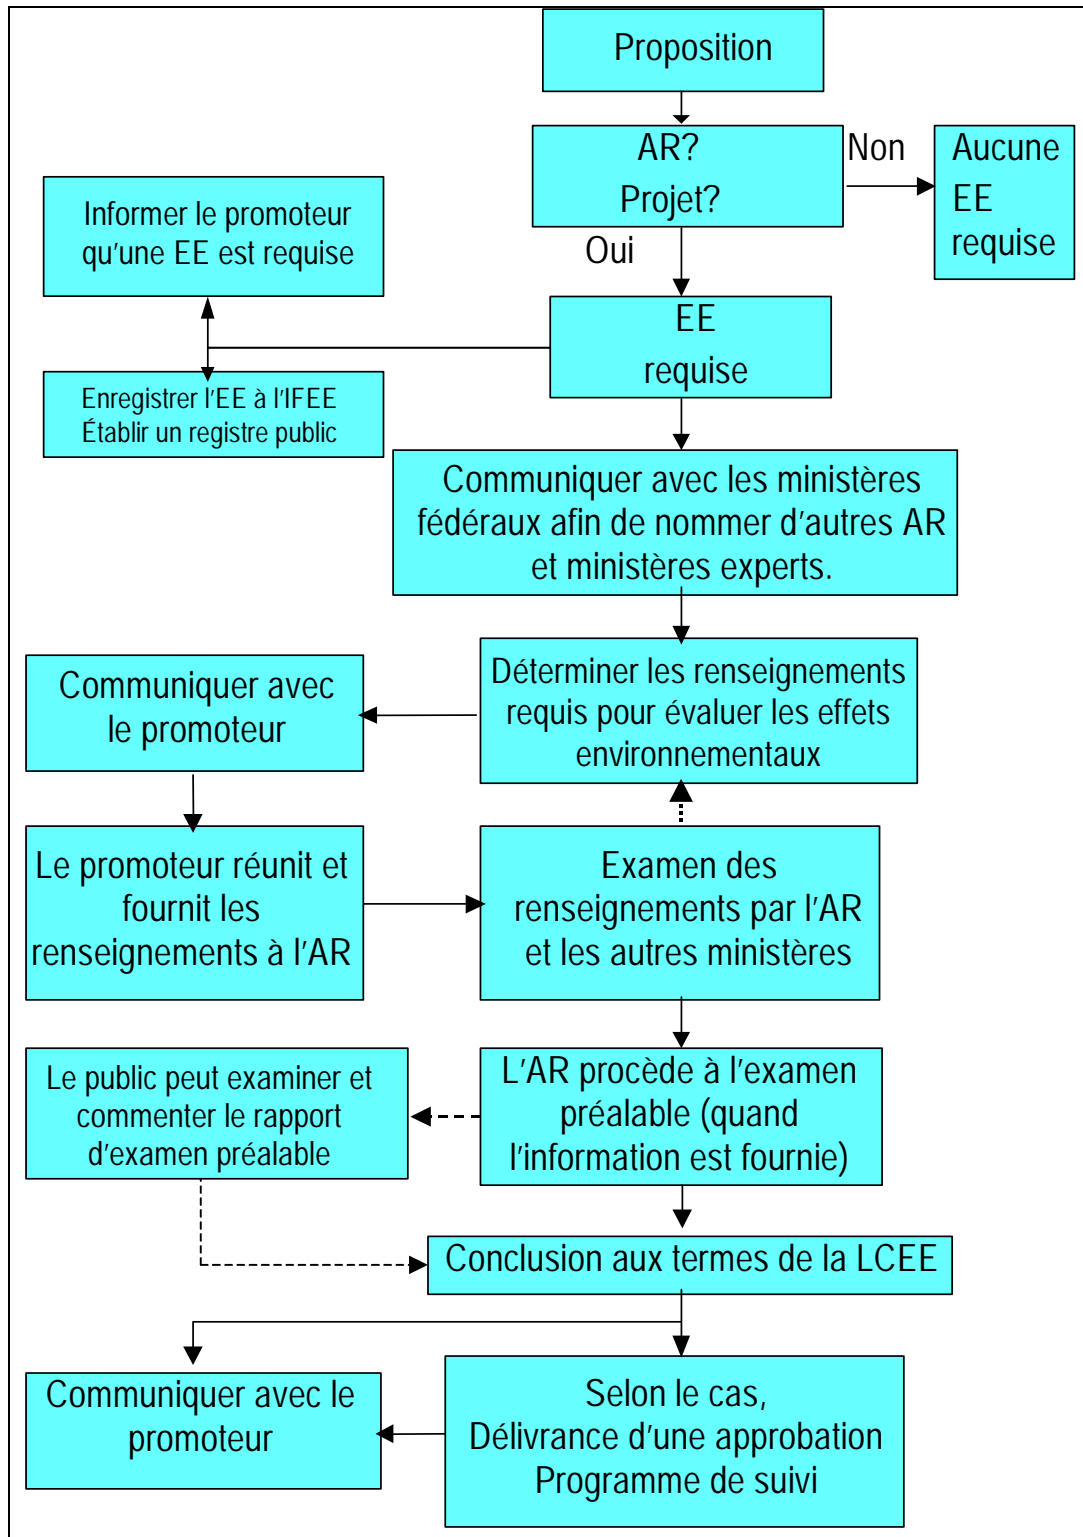 Proposition
AR?
Projet?
Non
Aucune
EE
requise
Oui
Informer le promoteur
qu'une EE est requise
EE
requise
Enregistrer l'EE à l'IFEE
Établir un registre public
Communiquer avec les ministères
fédéraux afin de nommer d'autres AR
et ministères experts.
Déterminer les renseignements
requis pour évaluer les effets
environnementaux
Communiquer avec
le promoteur
Le promoteur réunit et
fournit les
renseignements à l'AR
Examen des
renseignements par l'AR
et les autres ministères
L'AR procède à l'examen
préalable (quand
l'information est fournie)
Le public peut examiner et
commenter le rapport
d'examen préalable
Conclusion aux termes de la LCEE
Communiquer avec le
promoteur
Selon le cas,
Délivrance d'une approbation
Programme de suivi